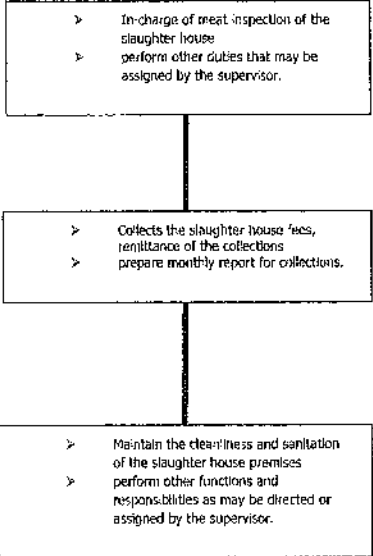 ➢ In-charge of meat inspection of the
slaughter house
➢ perform other duties that may be
assigned by the supervisor.
➢ Collects the slaughter house fees,
remittance of the collections
➢ prepare monthly report for collections.
➢ Maintain the cleanliness and sanitation
of the slaughter house premises
➢ perform other functions and
responsibilities as may be directed or
assigned by the supervisor.